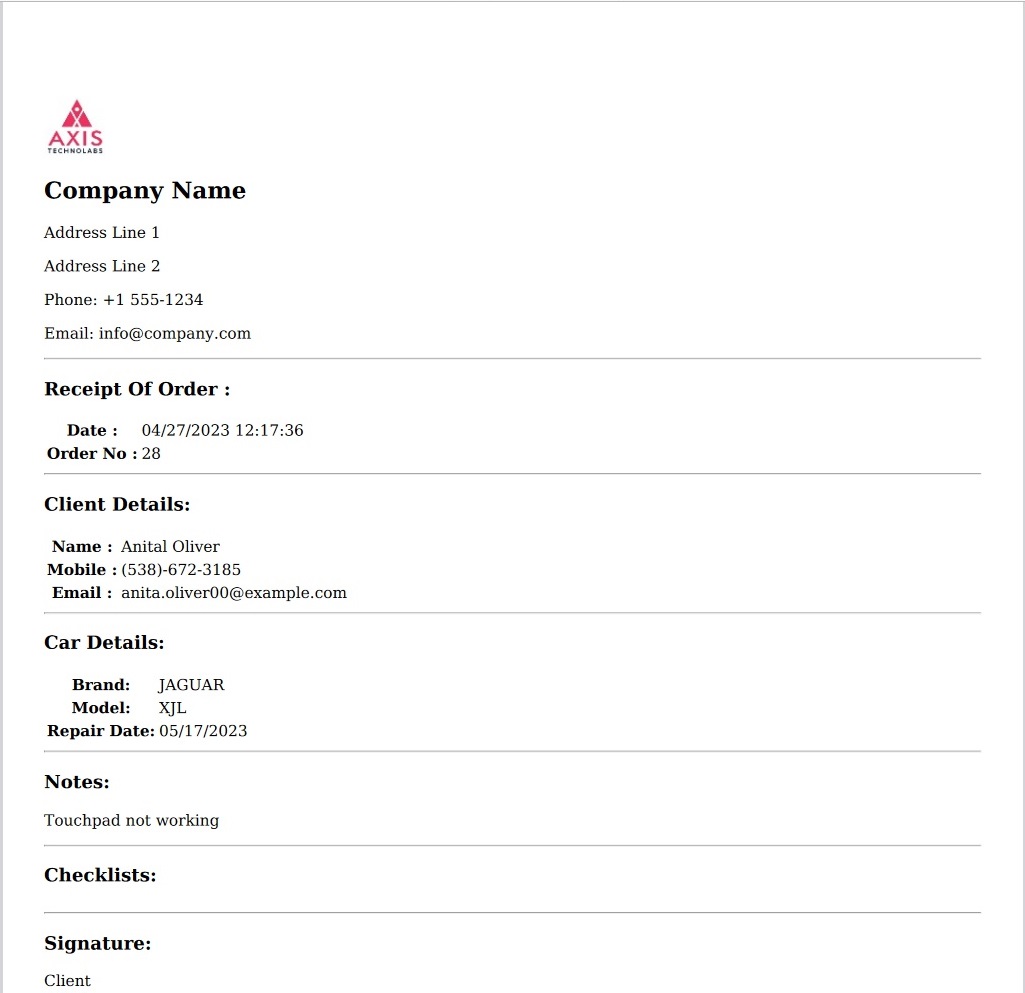 AXIS
TECHNOLABS
Company Name
Address Line 1
Address Line 2
Phone: +1 555-1234
Email: info@company.com
Receipt Of Order :
Date : 04/27/2023 12:17:36
Order No : 28
Client Details:
Name : Anital Oliver
Mobile : (538)-672-3185
Email : anita.oliver00@example.com
Car Details:
Brand: JAGUAR
Model: XJL
Repair Date: 05/17/2023
Notes:
Touchpad not working
Checklists:
Signature:
Client